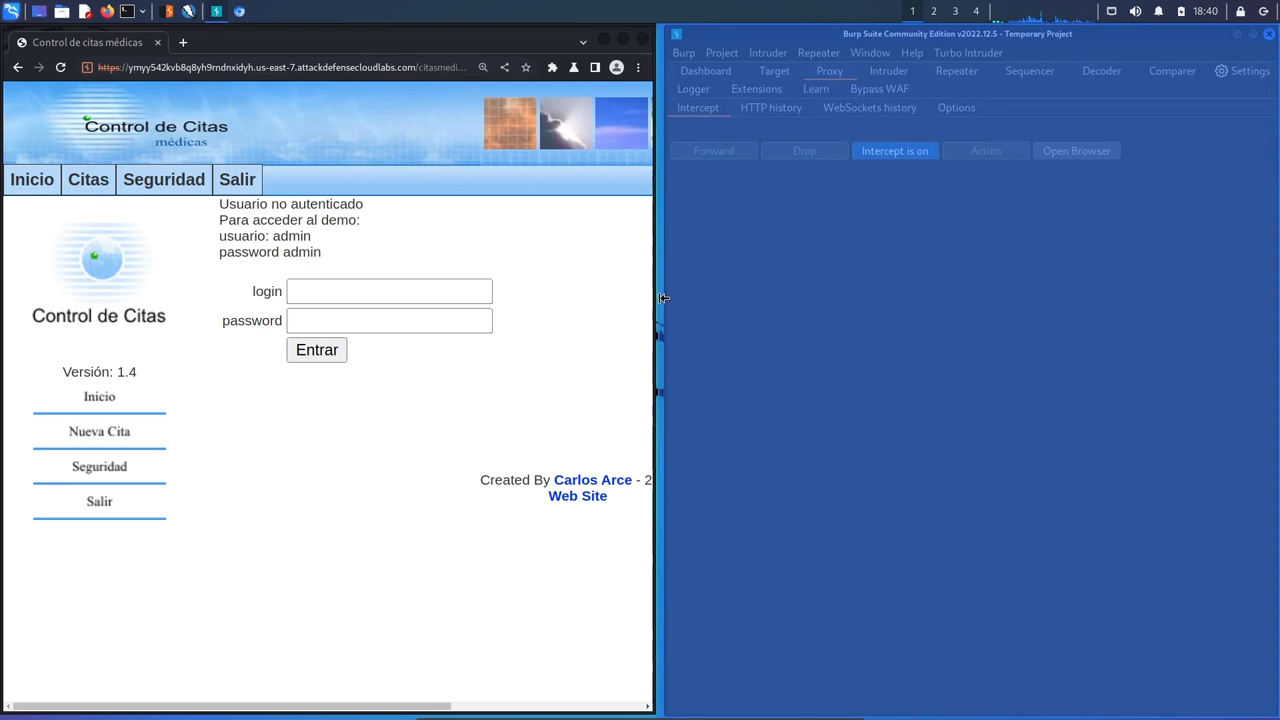 1 2 3 4 18:40
Control de citas médicas
https://ymyy542kob8q8yh9rnmahrhsn.us-east-7.attackdefensecloudlabs.com/citasmedi...
Control de Citas
médicas
Inicio Citas Seguridad Salir
Usuario no autenticado
Para acceder al demo:
usuario: admin
password admin
login
password
Entrar
Control de Citas
Versión: 1.4
Inicio
Nueva Cita
Seguridad
Salir
Created By Carlos Arce - 2
Web Site
Burp Suite Community Edition v2022.12.5 - Temporary Project
Burp Project Intruder Repeater Window Help Turbo Intruder
Dashboard Target Proxy Intruder Repeater Sequencer Decoder Comparer Settings
Logger Extensions Learn Bypass WAF
Intercept HTTP history WebSockets history Options
Forward Drop Intercept is on Action Open Browser